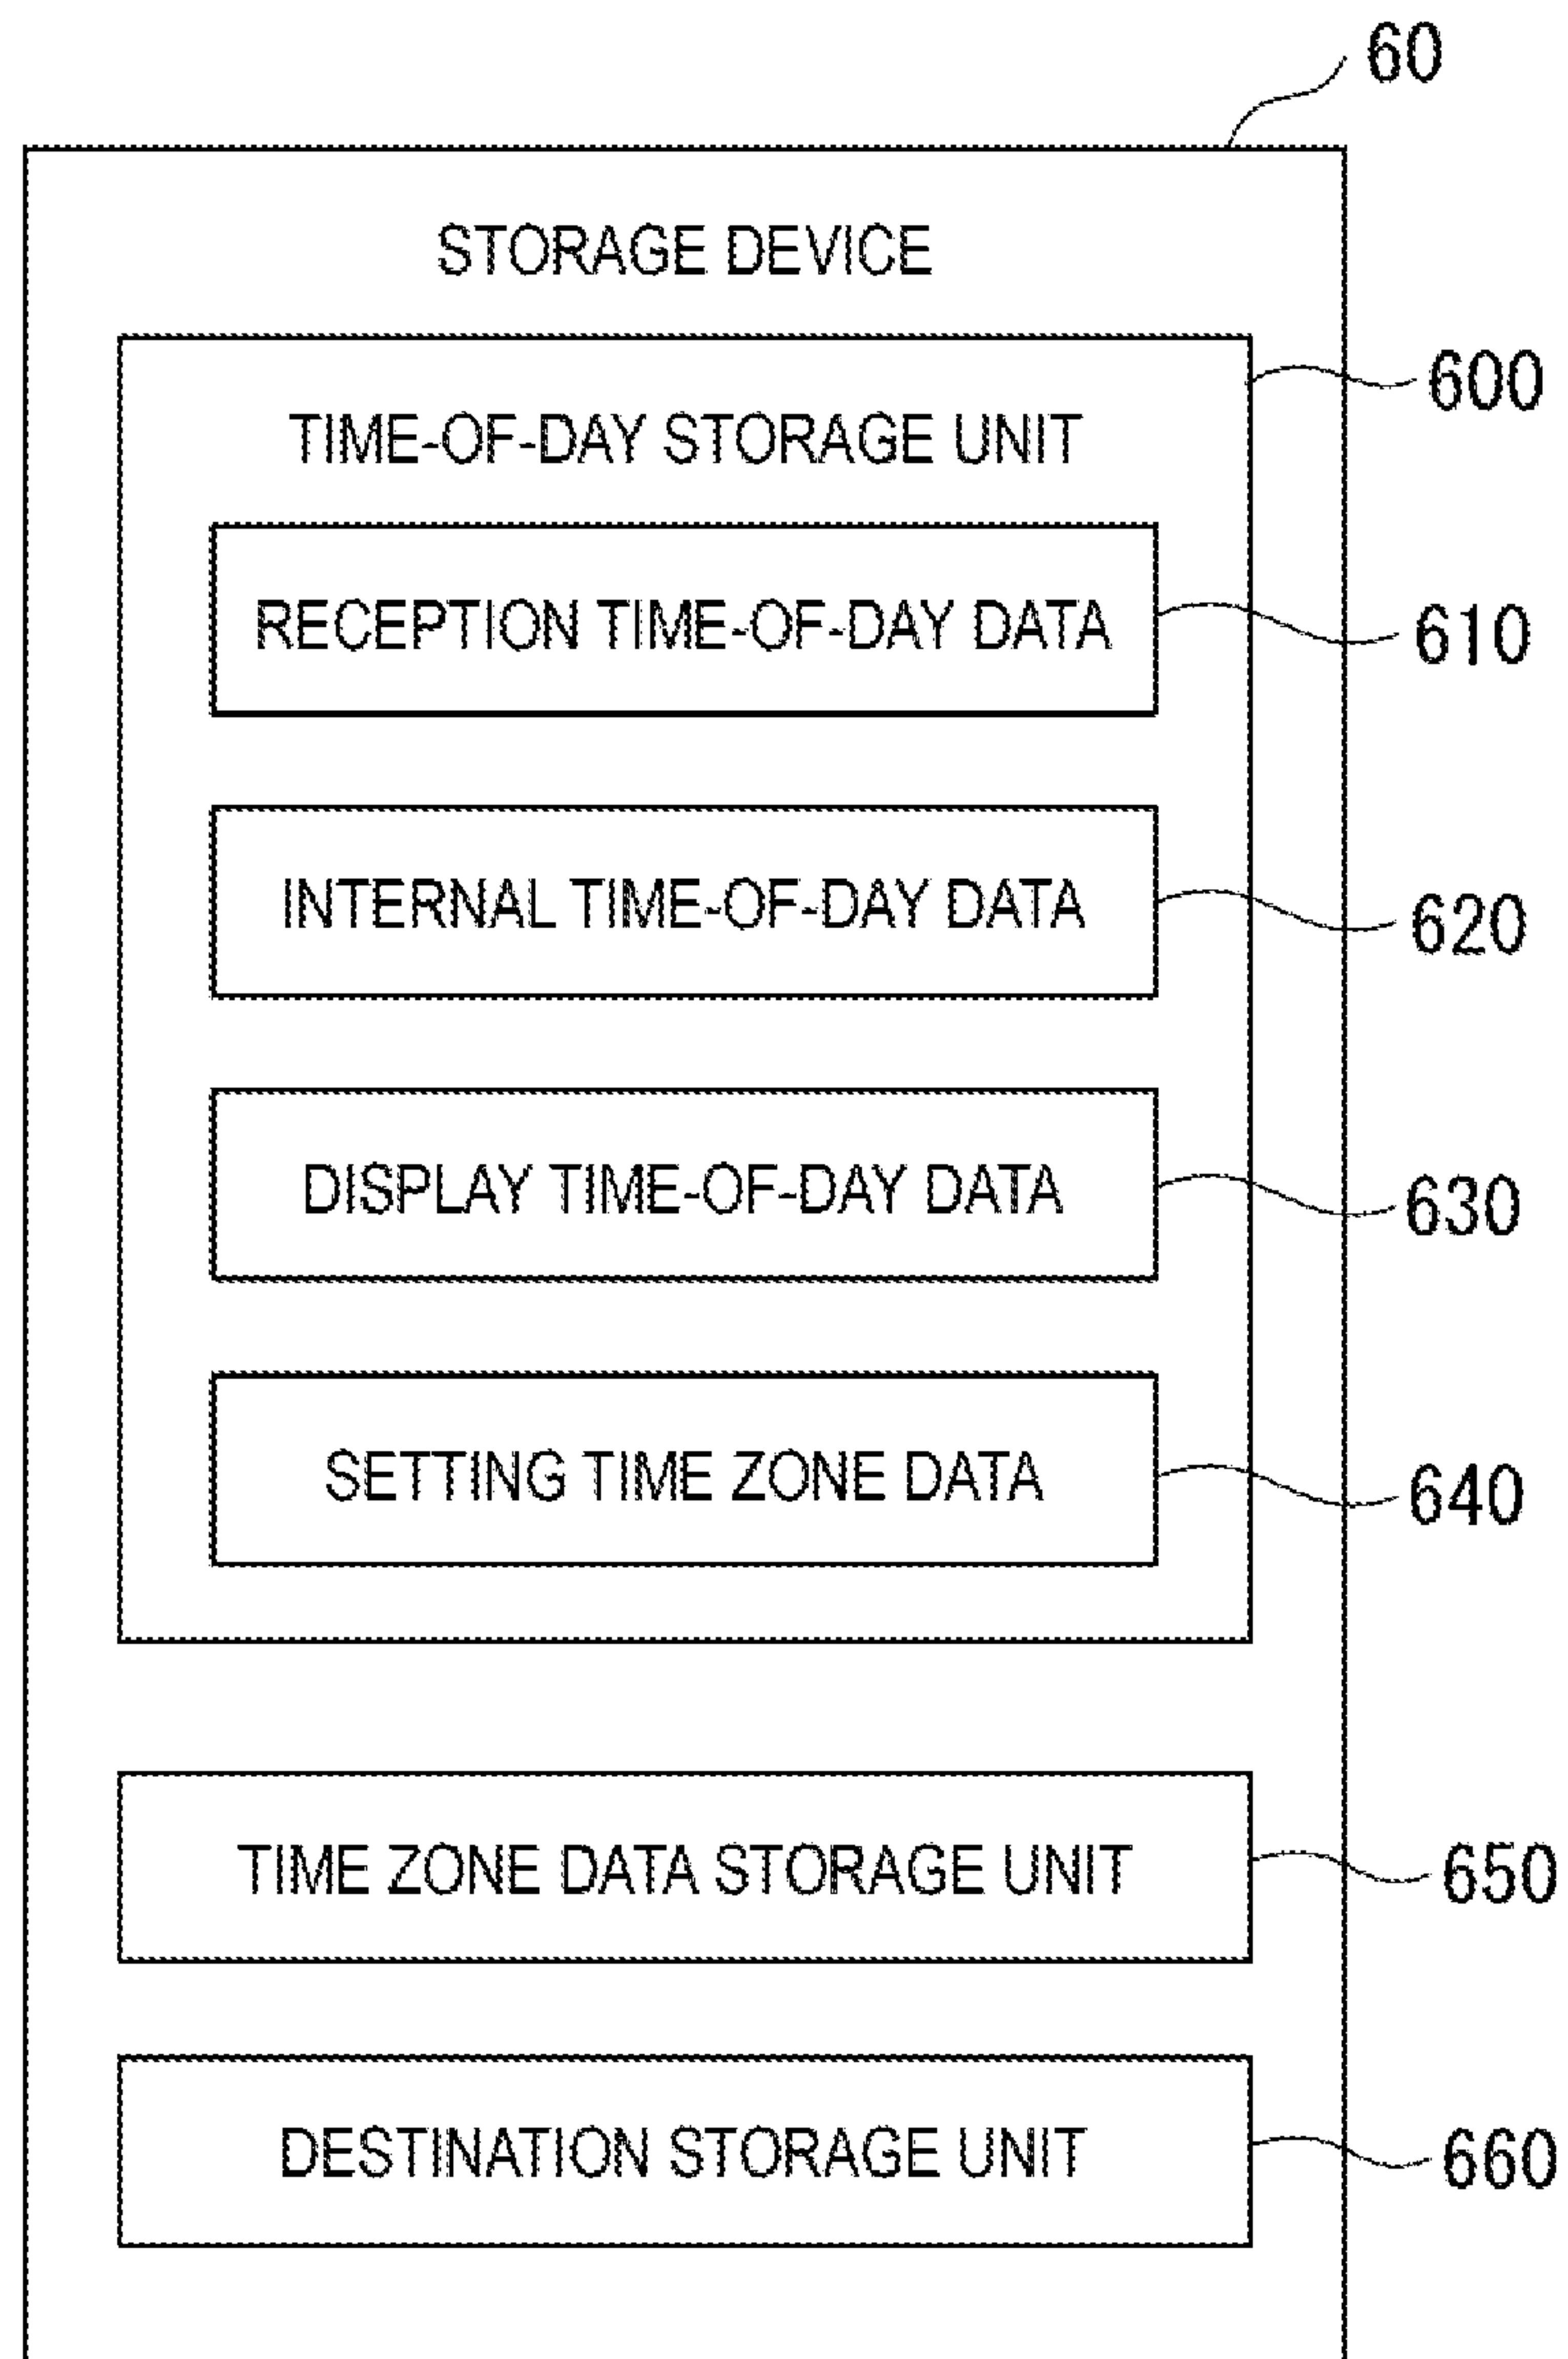 60
STORAGE DEVICE
600
TIME-OF-DAY STORAGE UNIT
RECEPTION TIME-OF-DAY DATA
610
INTERNAL TIME-OF-DAY DATA
620
DISPLAY TIME-OF-DAY DATA
630
SETTING TIME ZONE DATA
640
TIME ZONE DATA STORAGE UNIT
650
DESTINATION STORAGE UNIT
660